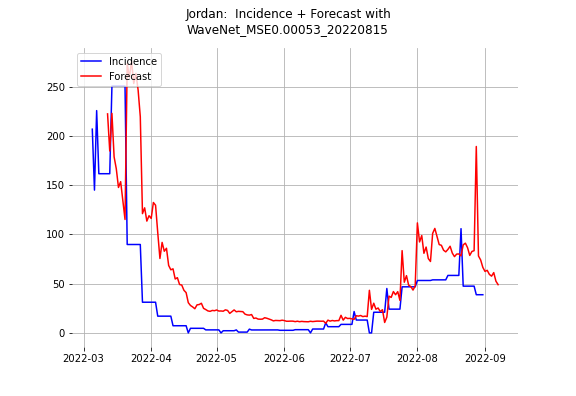 Jordan:  Incidence + Forecast with
WaveNet_MSE0.00053_20220815
Incidence
Forecast
250
200
150
100
50
0
2022-03 2022-04 2022-05 2022-06 2022-07 2022-08 2022-09